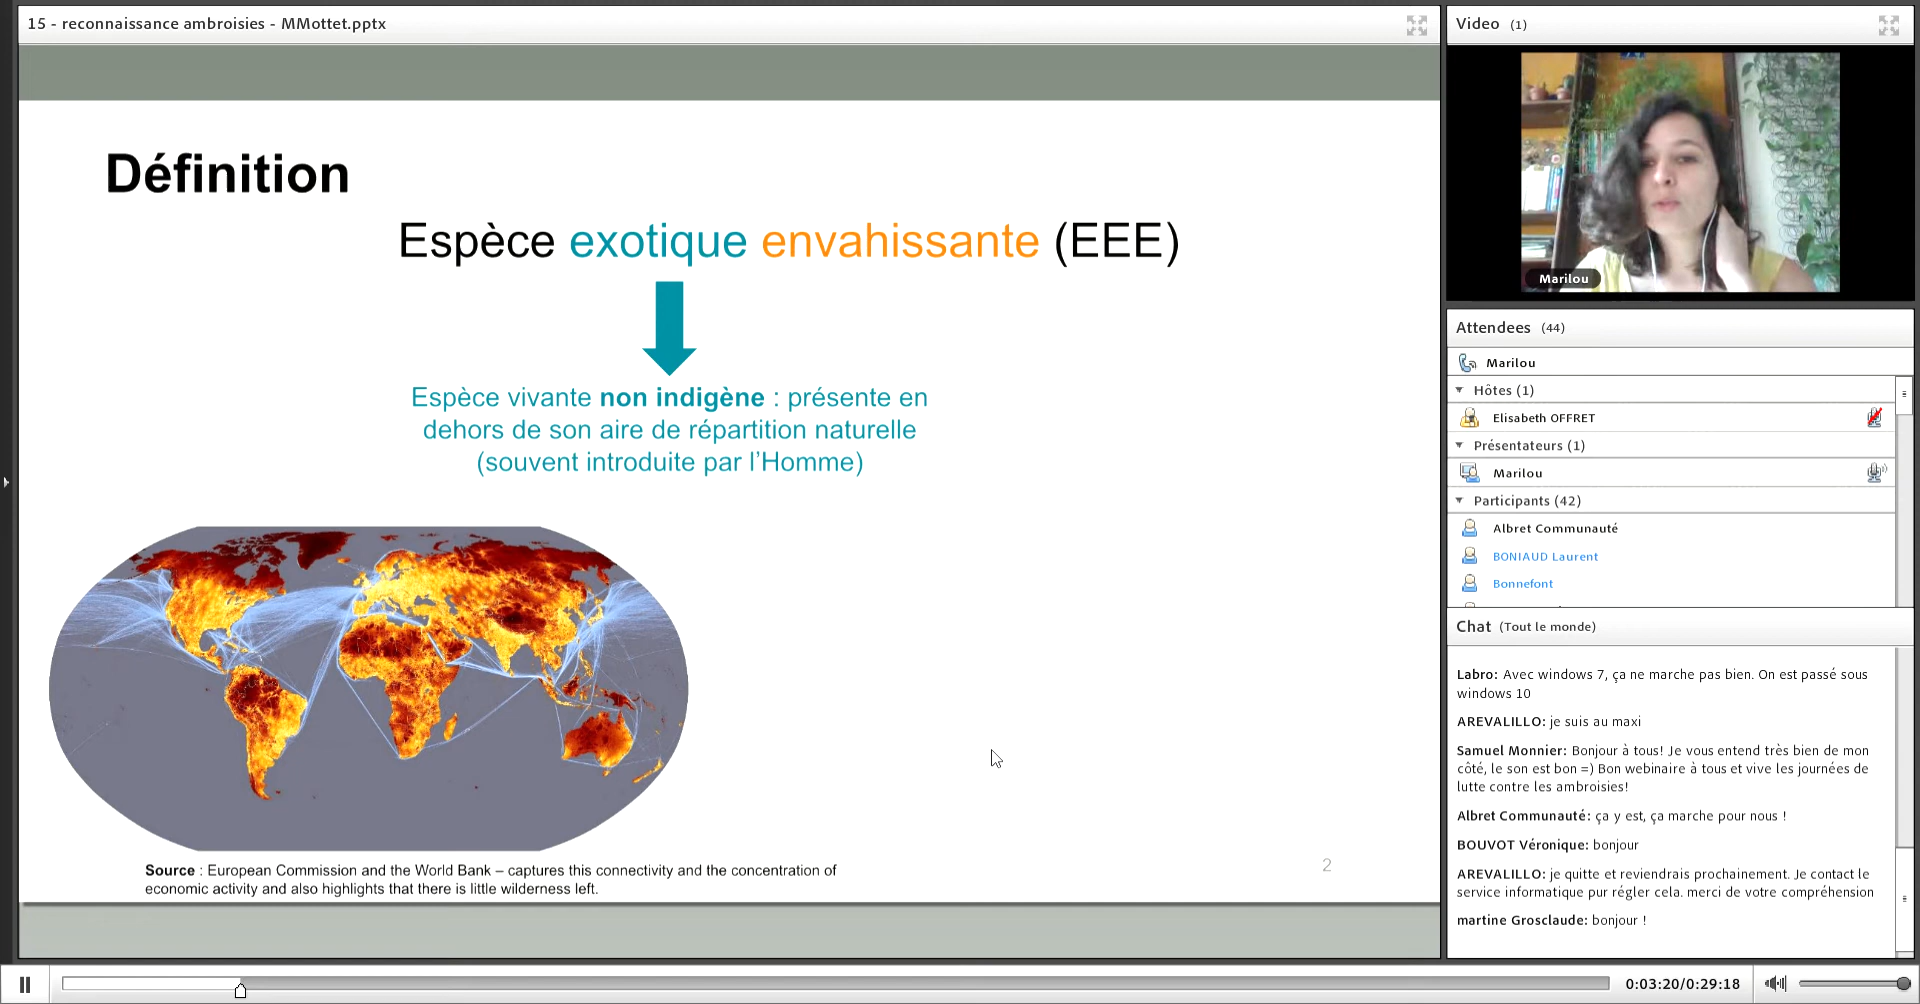 15 - reconnaissance ambroisies - MMottet.pptx
Définition
Espèce exotique envahissante (EEE)
Espèce vivante non indigène : présente en
dehors de son aire de répartition naturelle
(souvent introduite par l'Homme)
Source : European Commission and the World Bank – captures this connectivity and the concentration of
economic activity and also highlights that there is little wilderness left.
2
Video (1)
Marilou
Attendees (44)
Marilou
Hôtes (1)
Elisabeth OFFRET
Présentateurs (1)
Marilou
Participants (42)
Albret Communauté
BONIAUD Laurent
Bonnefont
Chat (Tout le monde)
Labro: Avec windows 7, ça ne marche pas bien. On est passé sous
windows 10
AREVALILLO: je suis au maxi
Samuel Monnier: Bonjour à tous! Je vous entend très bien de mon
côté, le son est bon =) Bon webinaire à tous et vive les journées de
lutte contre les ambroisies!
Albret Communauté: ça y est, ça marche pour nous !
BOUVOT Véronique: bonjour
AREVALILLO: je quitte et reviendrais prochainement. Je contact le
service informatique pur régler cela. merci de votre compréhension
martine Grosclaude: bonjour !
0:03:20/0:29:18